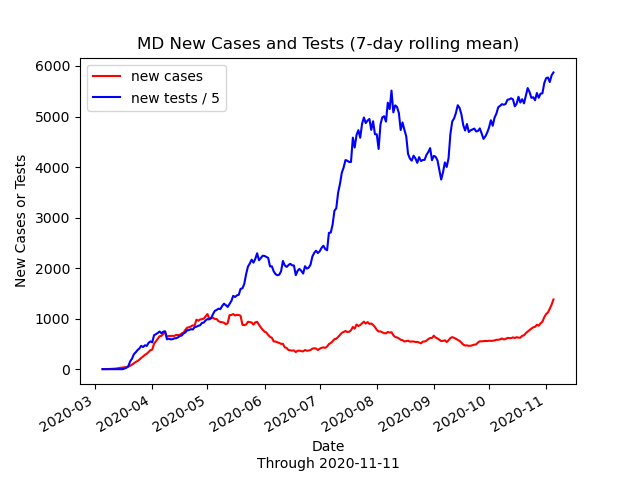 MD New Cases and Tests (7-day rolling mean)
new cases
new tests / 5
New Cases or Tests
6000
5000
4000
3000
2000
1000
0
2020-03
2020-04
2020-05
2020-06
2020-07
2020-08
2020-09
2020-10
2020-11
Date
Through 2020-11-11